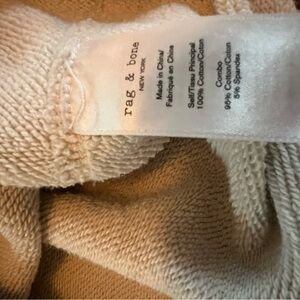 rag & bone
NEW YORK
Made in China/
Fabriqué en China
Self/Tissu Principal
100% Cotton/Coton
Combo
95% Cotton/Coton
5% Spandex